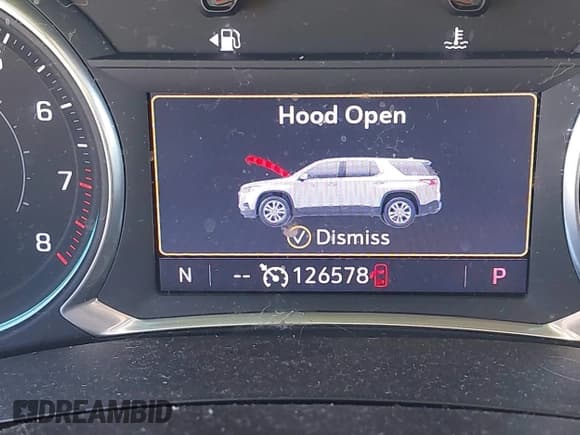 6
7
8
Hood Open
Dismiss
N -- 126578 P
DREAMBID